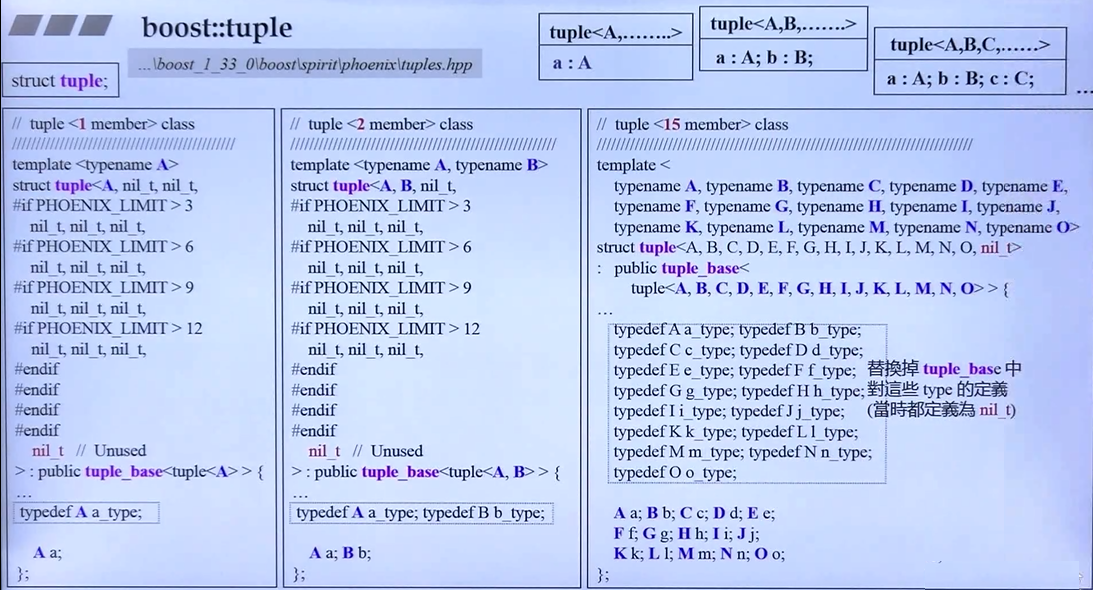 boost::tuple
...\boost_1_33_0\boost\spirit\phoenix\tuples.hpp
struct tuple;
tuple<A,........>
a : A
tuple<A,B,.......>
a : A; b : B;
tuple<A,B,C,......>
a : A; b : B; c : C;
...
// tuple <1 member> class
////////////////////////////////////////////////
template <typename A>
struct tuple<A, nil_t, nil_t,
#if PHOENIX_LIMIT > 3
nil_t, nil_t, nil_t,
#if PHOENIX_LIMIT > 6
nil_t, nil_t, nil_t,
#if PHOENIX_LIMIT > 9
nil_t, nil_t, nil_t,
#if PHOENIX_LIMIT > 12
nil_t, nil_t, nil_t,
#endif
#endif
#endif
#endif
nil_t // Unused
> : public tuple_base<tuple<A> > {
...
typedef A a_type;
A a;
};
// tuple <2 member> class
//////////////////////////////////////////////////////////
template <typename A, typename B>
struct tuple<A, B, nil_t,
#if PHOENIX_LIMIT > 3
nil_t, nil_t, nil_t,
#if PHOENIX_LIMIT > 6
nil_t, nil_t, nil_t,
#if PHOENIX_LIMIT > 9
nil_t, nil_t, nil_t,
#if PHOENIX_LIMIT > 12
nil_t, nil_t, nil_t,
#endif
#endif
#endif
#endif
nil_t // Unused
> : public tuple_base<tuple<A, B> > {
...
typedef A a_type; typedef B b_type;
A a; B b;
};
// tuple <15 member> class
//////////////////////////////////////////////////////////////////////////////////
template <
typename A, typename B, typename C, typename D, typename E,
typename F, typename G, typename H, typename I, typename J,
typename K, typename L, typename M, typename N, typename O>
struct tuple<A, B, C, D, E, F, G, H, I, J, K, L, M, N, O, nil_t>
: public tuple_base<
tuple<A, B, C, D, E, F, G, H, I, J, K, L, M, N, O> > {
...
typedef A a_type; typedef B b_type;
typedef C c_type; typedef D d_type;
typedef E e_type; typedef F f_type;
typedef G g_type; typedef H h_type;
typedef I i_type; typedef J j_type;
typedef K k_type; typedef L l_type;
typedef M m_type; typedef N n_type;
typedef O o_type;
替換掉 tuple_base 中
對這些 type 的定義
(當時都定義為 nil_t)
A a; B b; C c; D d; E e;
F f; G g; H h; I i; J j;
K k; L l; M m; N n; O o;
};